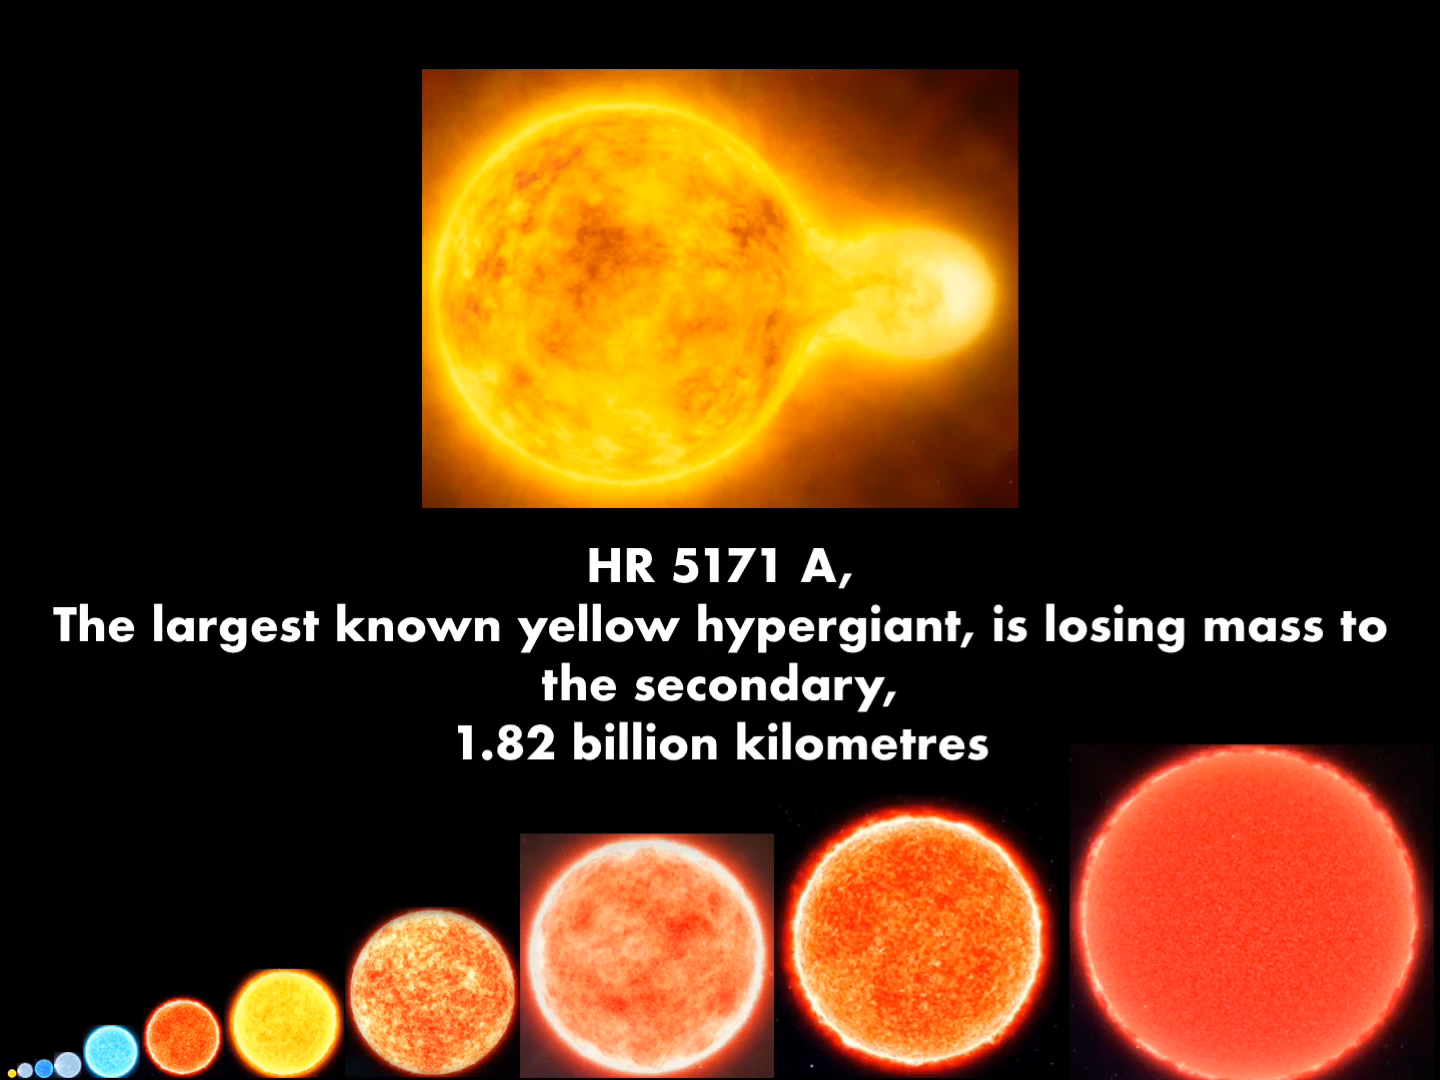 HR 5171 A,
The largest known yellow hypergiant, is losing mass to
the secondary,
1.82 billion kilometres